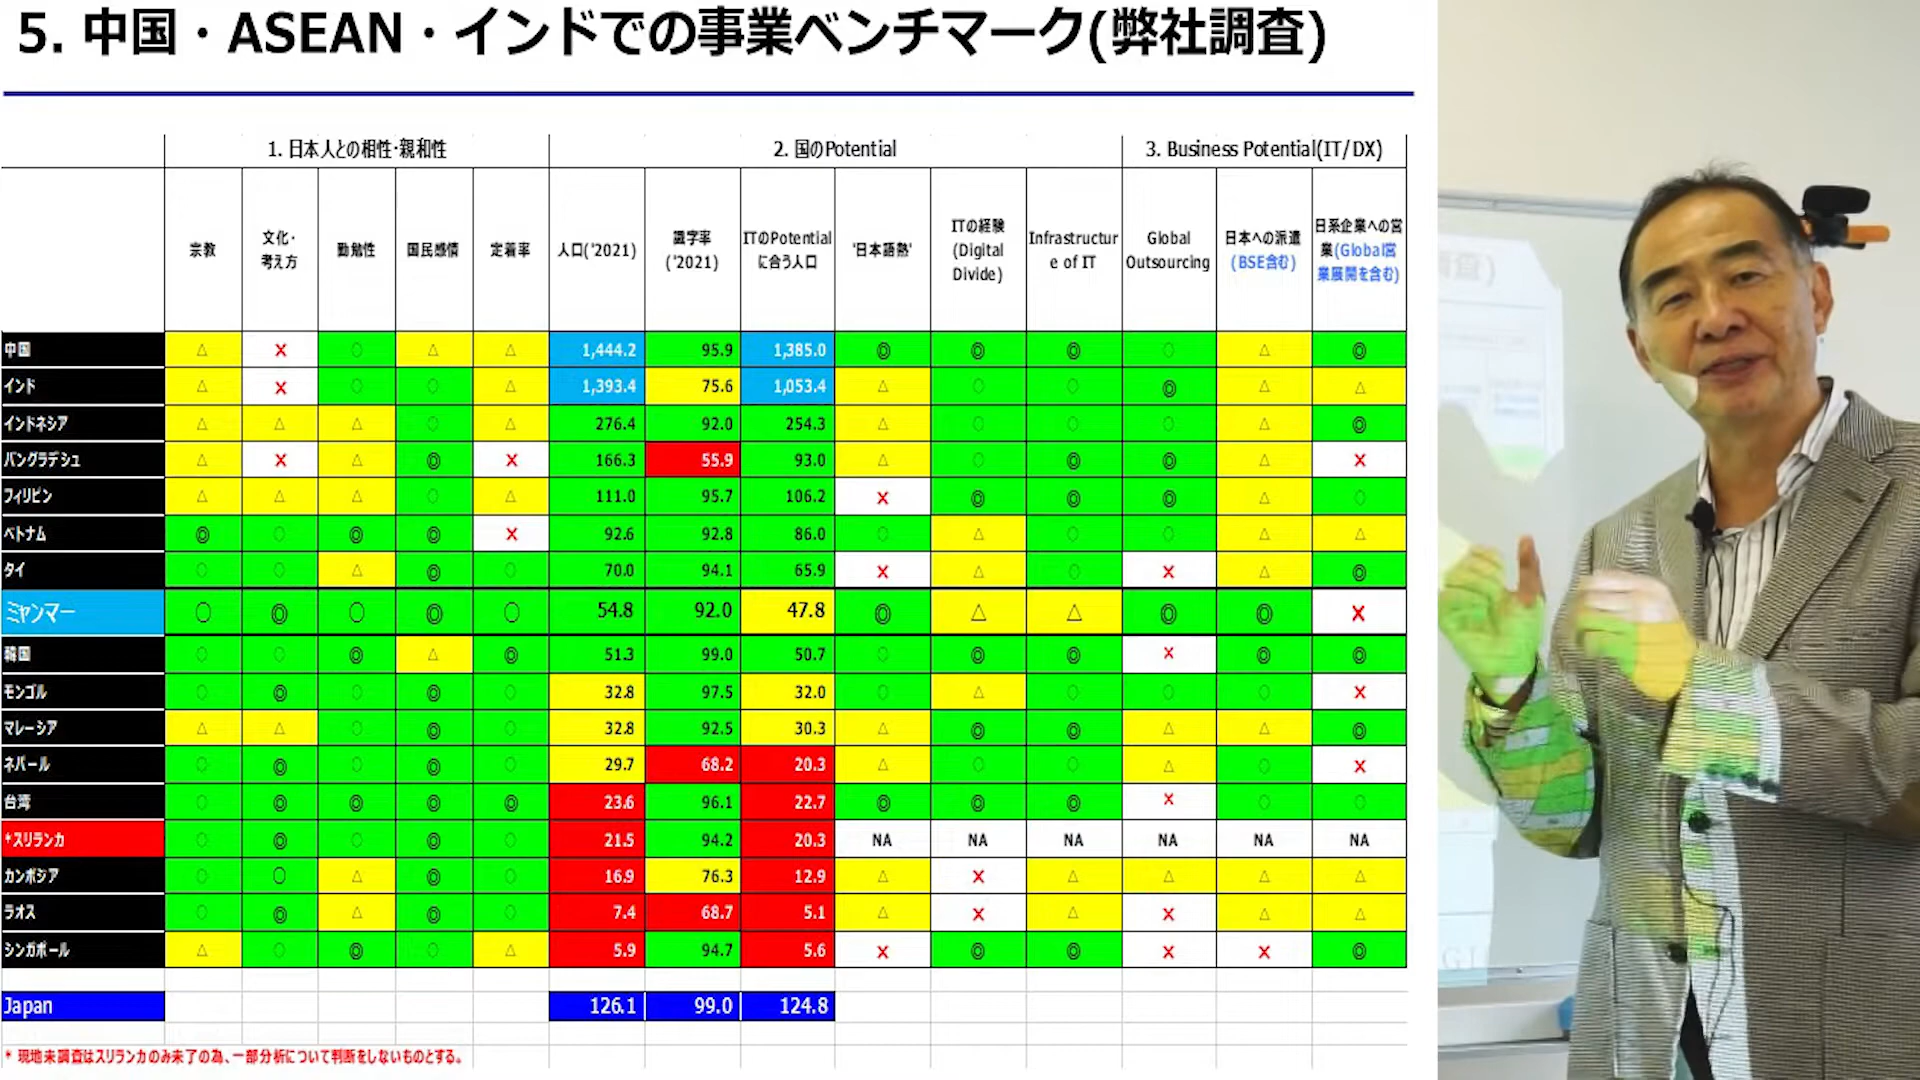 5. 中国・ASEAN・インドでの事業ベンチマーク(弊社調査)
1. 日本人との相性・親和性 2. 国のPotential 3. Business Potential(IT/DX)
宗教
文化・
考え方
勤勉性
国民感情
定着率
人口('2021)
識字率
('2021)
ITのPotential
に合う人口
'日本語熱'
ITの経験
(Digital
Divide)
Infrastructur
e of IT
Global
Outsourcing
日本への派遣
(BSE含む)
日系企業への営
業(Global営
業展開を含む)
中国 △ × ○ △ △ 1,444.2 95.9 1,385.0 ◎ ◎ ◎ ○ △ ◎
インド △ × ○ ○ △ 1,393.4 75.6 1,053.4 △ ○ ○ ◎ △ △
インドネシア △ △ △ ○ △ 276.4 92.0 254.3 △ ○ ○ ○ △ ◎
バングラデシュ △ × △ ◎ × 166.3 55.9 93.0 △ ○ ◎ ◎ △ ×
フィリピン △ △ △ ○ △ 111.0 95.7 106.2 × ◎ ◎ ◎ △ ○
ベトナム ◎ ○ ◎ ◎ × 92.6 92.8 86.0 ○ △ ○ ○ △ △
タイ ○ ○ △ ◎ ○ 70.0 94.1 65.9 × △ ○ × △ ◎
ミャンマー ○ ◎ ○ ◎ ○ 54.8 92.0 47.8 ◎ △ △ ◎ ◎ ×
韓国 ○ ○ ◎ △ ◎ 51.3 99.0 50.7 ○ ◎ ◎ × ◎ ◎
モンゴル ○ ◎ ○ ◎ ○ 32.8 97.5 32.0 ○ △ ○ ○ ○ ×
マレーシア △ △ ○ ◎ ○ 32.8 92.5 30.3 △ ◎ ◎ △ △ ◎
ネパール ○ ◎ ○ ◎ ○ 29.7 68.2 20.3 △ ○ ○ △ ○ ×
台湾 ○ ◎ ◎ ◎ ◎ 23.6 96.1 22.7 ◎ ◎ ◎ × ○ ○
*スリランカ ○ ◎ ○ ◎ ○ 21.5 94.2 20.3 NA NA NA NA NA NA
カンボジア ○ ○ △ ◎ ○ 16.9 76.3 12.9 △ × △ △ △ △
ラオス ○ ◎ △ ◎ ○ 7.4 68.7 5.1 △ × △ × △ △
シンガポール △ ○ ◎ ○ △ 5.9 94.7 5.6 × ◎ ◎ × × ◎
Japan 126.1 99.0 124.8
* 現地未調査はスリランカのみ未了の為、一部分析について判断をしないものとする。